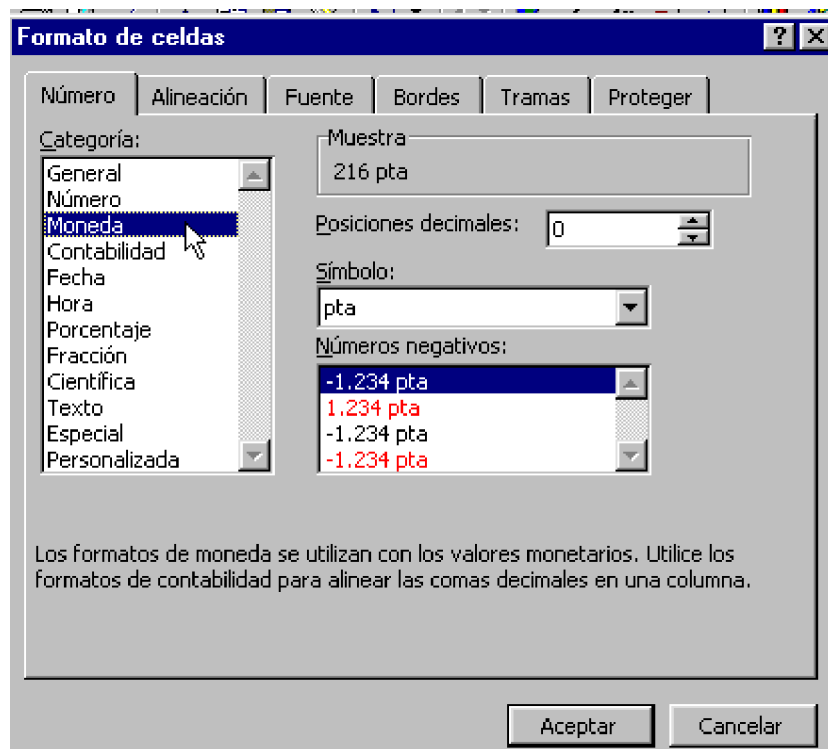 Formato de celdas
Número Alineación Fuente Bordes Tramas Proteger
Categoría:
General
Número
Moneda
Contabilidad
Fecha
Hora
Porcentaje
Fracción
Científica
Texto
Especial
Personalizada
Muestra
216 pta
Posiciones decimales: 0
Símbolo:
pta
Números negativos:
-1.234 pta
1.234 pta
-1.234 pta
-1.234 pta
Los formatos de moneda se utilizan con los valores monetarios. Utilice los
formatos de contabilidad para alinear las comas decimales en una columna.
Aceptar Cancelar